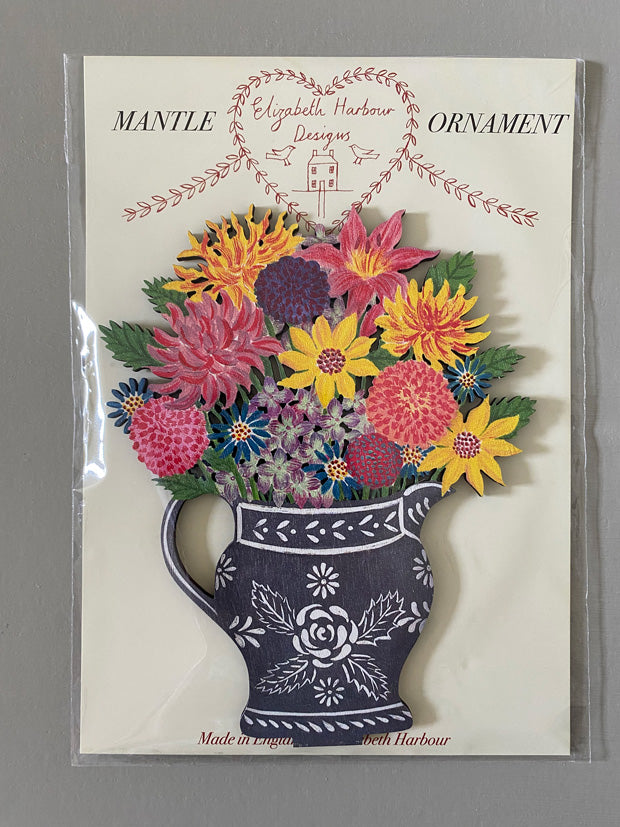 MANTLE
Elizabeth Harbour
Designs
ORNAMENT
Made in Harbour